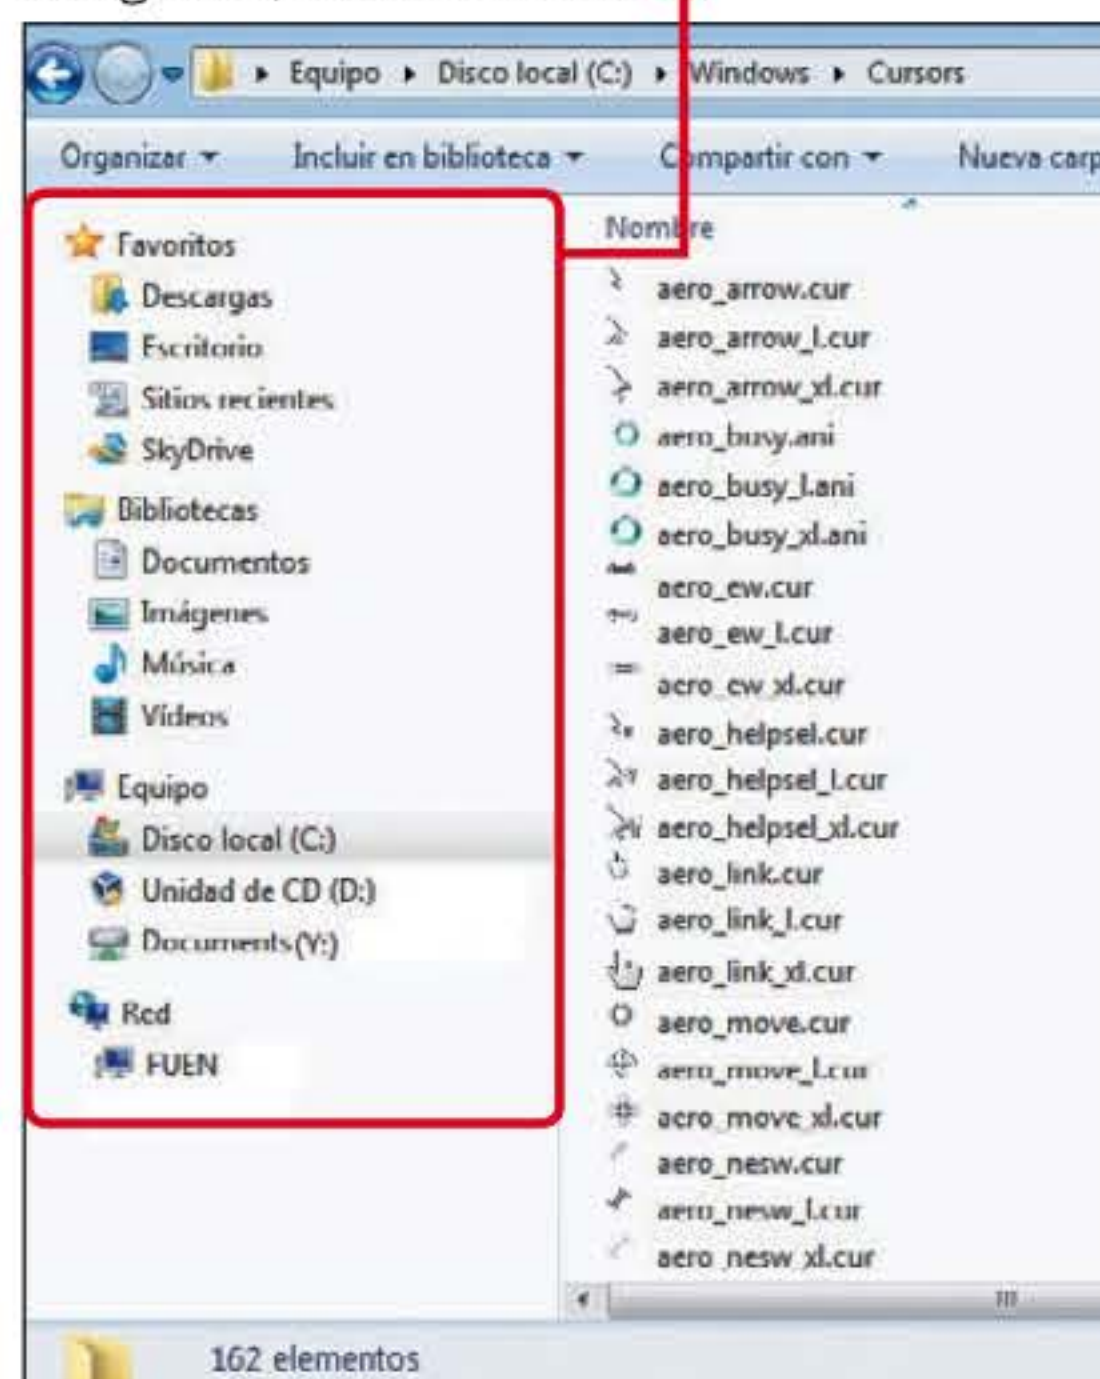 Equipo ▸ Disco local (C:) ▸ Windows ▸ Cursors
Organizar Incluir en biblioteca Compartir con Nueva carp
Favoritos
Descargas
Escritorio
Sitios recientes
SkyDrive
Bibliotecas
Documentos
Imágenes
Música
Vídeos
Equipo
Disco local (C:)
Unidad de CD (D:)
Documents (Y:)
Red
FUEN
Nombre
aero_arrow.cur
aero_arrow_l.cur
aero_arrow_xl.cur
aero_busy.ani
aero_busy_l.ani
aero_busy_xl.ani
aero_ew.cur
aero_ew_l.cur
aero_ew_xl.cur
aero_helpsel.cur
aero_helpsel_l.cur
aero_helpsel_xl.cur
aero_link.cur
aero_link_l.cur
aero_link_xl.cur
aero_move.cur
aero_move_l.cur
aero_move_xl.cur
aero_nesw.cur
aero_nesw_l.cur
aero_nesw_xl.cur
162 elementos